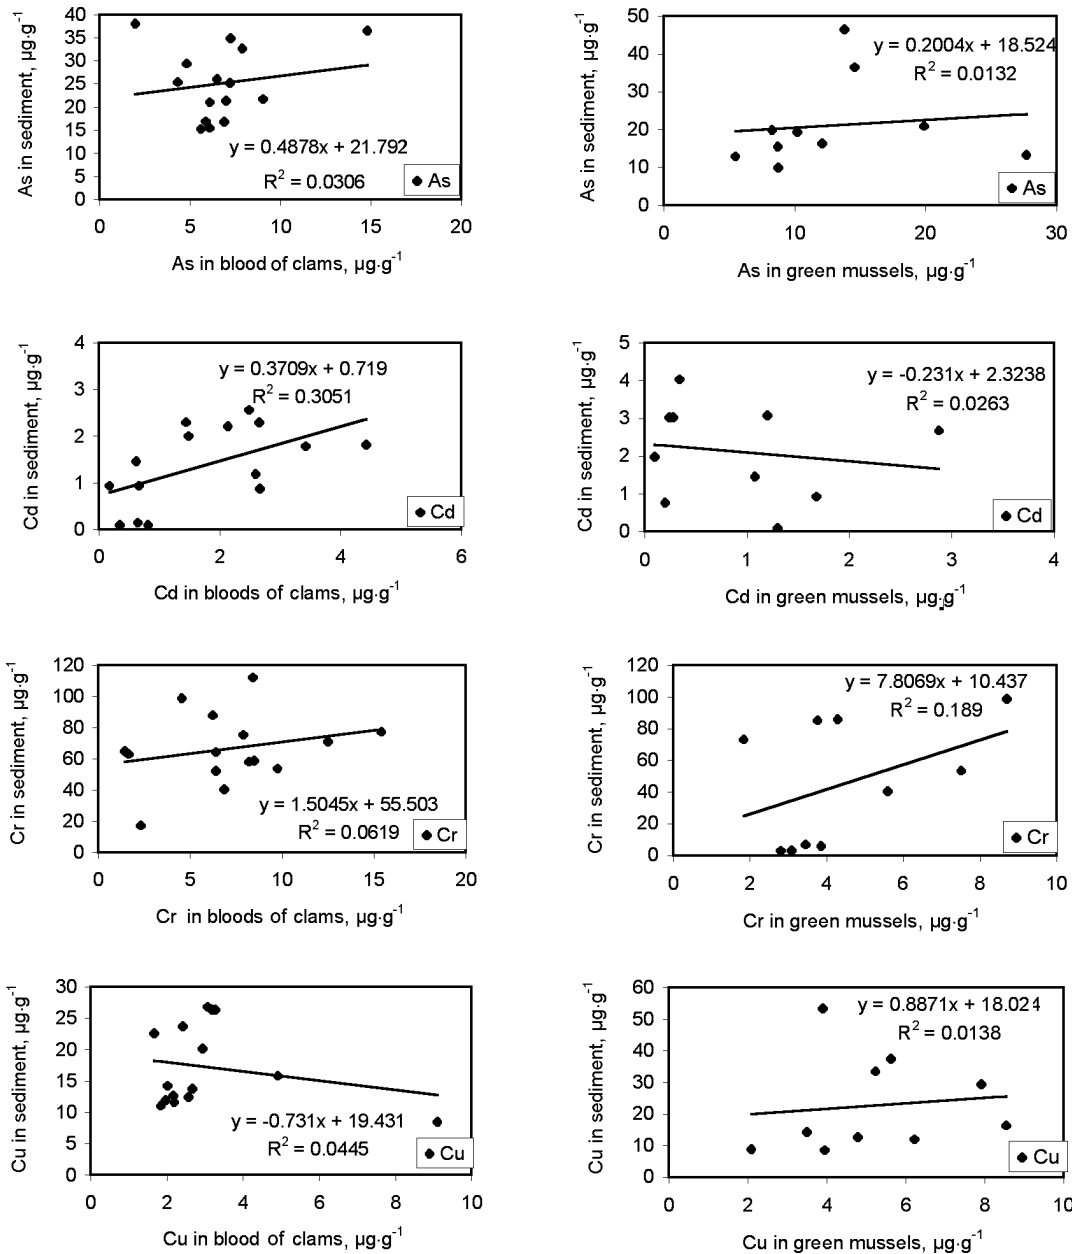 40
35
30
25
20
15
10
5
0
As in sediment, µg·g-1
y = 0.4878x + 21.792
R2 = 0.0306
As
0 5 10 15 20
As in blood of clams, µg·g-1
50
40
30
20
10
0
As in sediment, µg·g-1
y = 0.2004x + 18.524
R2 = 0.0132
As
0 10 20 30
As in green mussels, µg·g-1
4
3
2
1
0
Cd in sediment, µg·g-1
y = 0.3709x + 0.719
R2 = 0.3051
Cd
0 2 4 6
Cd in bloods of clams, µg·g-1
5
4
3
2
1
0
Cd in sediment, µg·g-1
y = -0.231x + 2.3238
R2 = 0.0263
Cd
0 1 2 3 4
Cd in green mussels, µg·g-1
120
100
80
60
40
20
0
Cr in sediment, µg·g-1
y = 1.5045x + 55.503
R2 = 0.0619
Cr
0 5 10 15 20
Cr in bloods of clams, µg·g-1
120
100
80
60
40
20
0
Cr in sediment, µg·g-1
y = 7.8069x + 10.437
R2 = 0.189
Cr
0 2 4 6 8 10
Cr in green mussels, µg·g-1
30
25
20
15
10
5
0
Cu in sediment, µg·g-1
y = -0.731x + 19.431
R2 = 0.0445
Cu
0 2 4 6 8 10
Cu in blood of clams, µg·g-1
60
50
40
30
20
10
0
Cu in sediment, µg·g-1
y = 0.8871x + 18.024
R2 = 0.0138
Cu
0 2 4 6 8 10
Cu in green mussels, µg·g-1